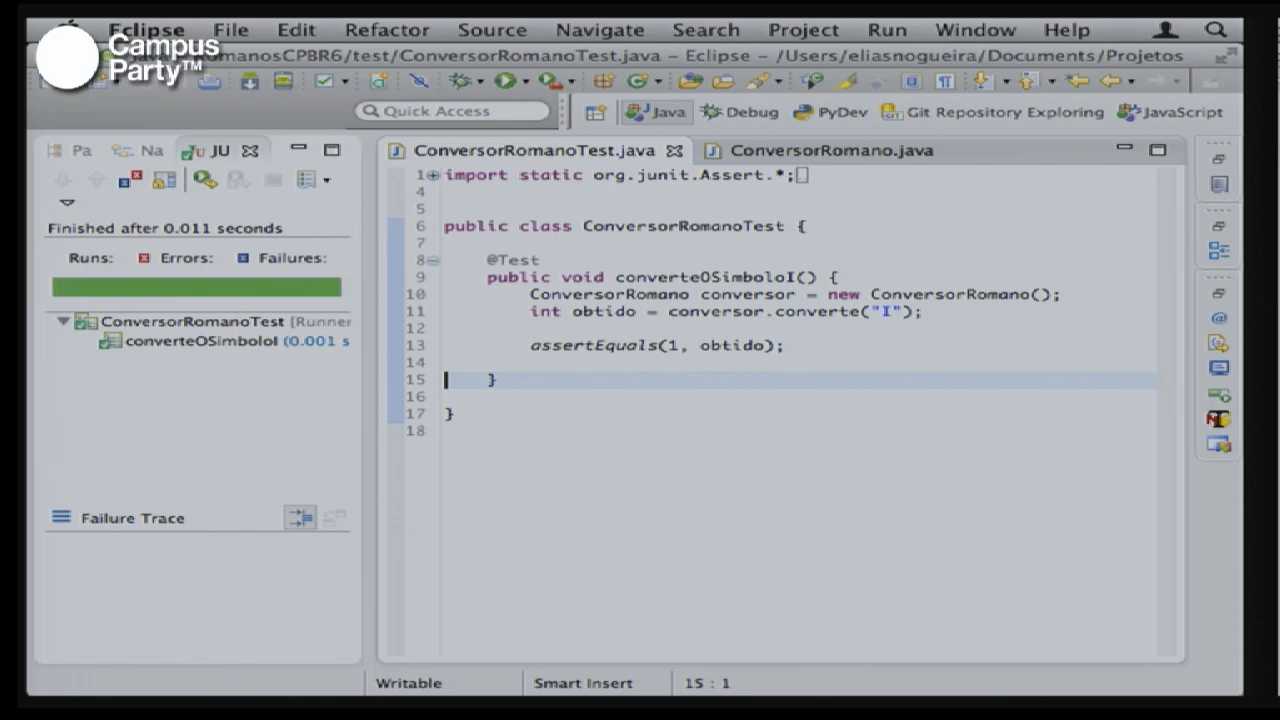 Eclipse File Edit Refactor Source Navigate Search Project Run Window Help
Campus
Party™
manosCPBR6/test/ConversorRomanoTest.java - Eclipse - /Users/eliasnogueira/Documents/Projetos
Quick Access
Java Debug PyDev Git Repository Exploring JavaScript
Pa Na JU
ConversorRomanoTest.java ConversorRomano.java
Finished after 0.011 seconds
Runs: Errors: Failures:
ConversorRomanoTest [Runner
converteOSimboloI (0.001 s
Failure Trace
1 import static org.junit.Assert.*;
4
5
6 public class ConversorRomanoTest {
7
8 @Test
9 public void converteOSimboloI() {
10 ConversorRomano conversor = new ConversorRomano();
11 int obtido = conversor.converte("I");
12
13 assertEquals(1, obtido);
14
15 }
16
17 }
18
Writable Smart Insert 15 : 1